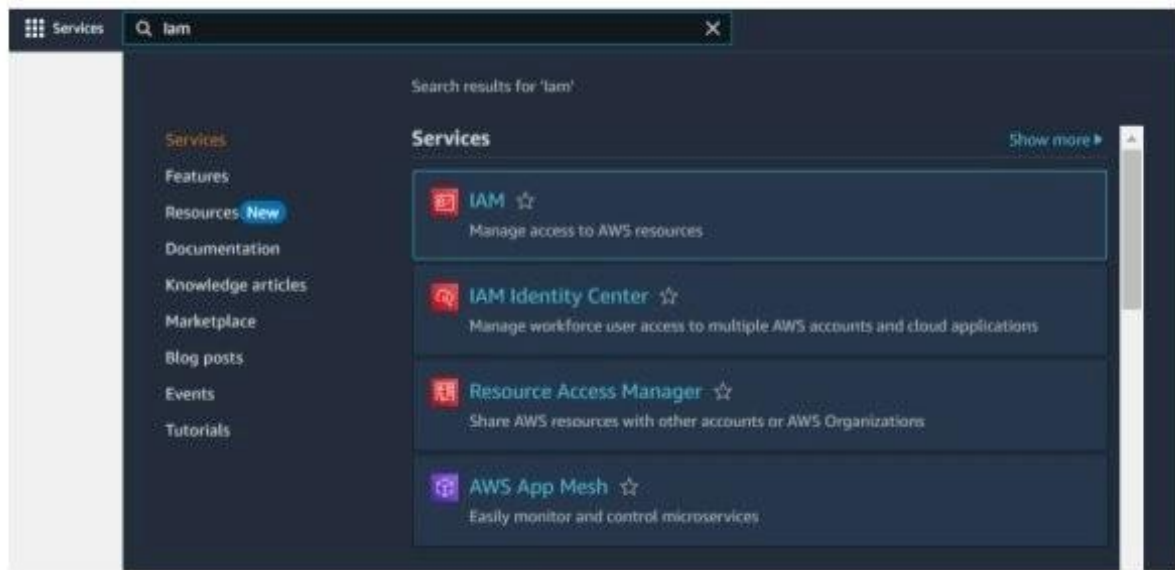 Services
Iam
Search results for 'Iam'
Services
Features
Resources New
Documentation
Knowledge articles
Marketplace
Blog posts
Events
Tutorials
Services
Show more
IAM
Manage access to AWS resources
IAM Identity Center
Manage workforce user access to multiple AWS accounts and cloud applications
Resource Access Manager
Share AWS resources with other accounts or AWS Organizations
AWS App Mesh
Easily monitor and control microservices